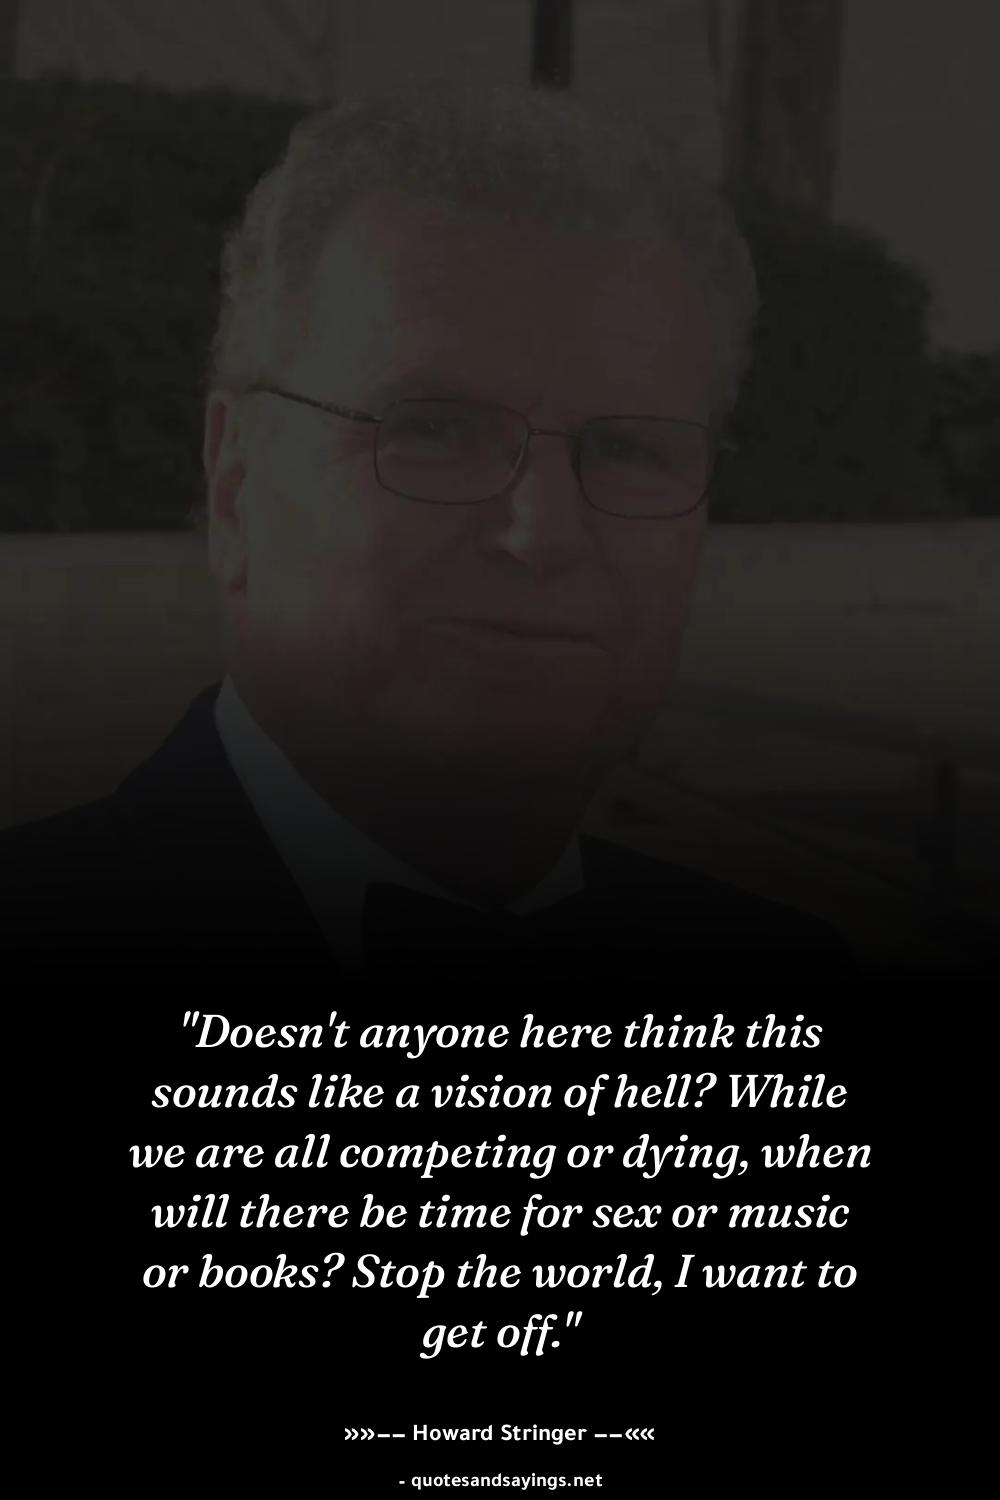 "Doesn't anyone here think this
sounds like a vision of hell? While
we are all competing or dying, when
will there be time for sex or music
or books? Stop the world, I want to
get off."
»»−− Howard Stringer −−««
- quotesandsayings.net